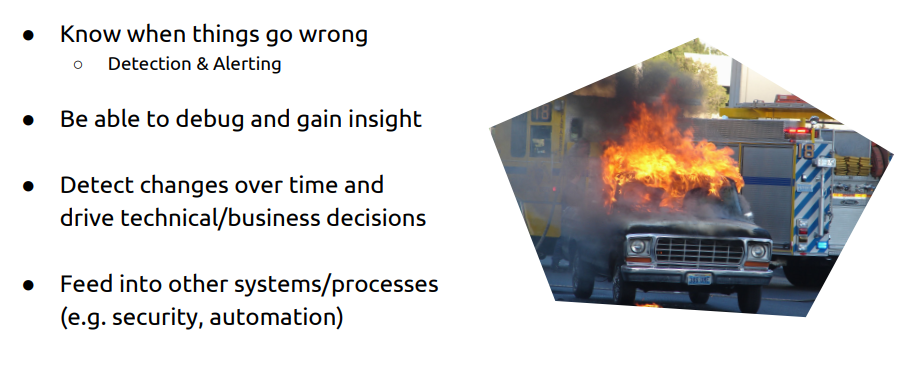 ● Know when things go wrong
○ Detection & Alerting
● Be able to debug and gain insight
● Detect changes over time and
drive technical/business decisions
● Feed into other systems/processes
(e.g. security, automation)